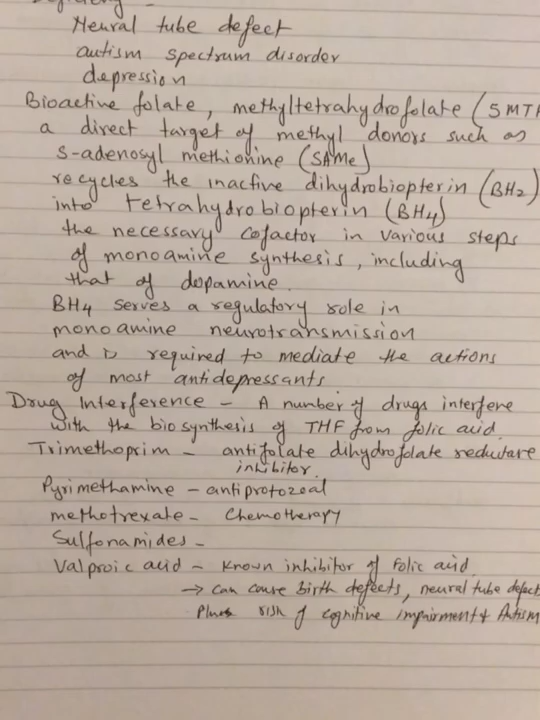 Neural tube defect
autism spectrum disorder
depression
Bioactive folate, methyltetrahydrofolate (5 MTH
a direct target of methyl donors such as
S-adenosyl methionine (SAMe)
recycles the inactive dihydrobiopterin (BH2)
into tetrahydrobiopterin (BH4)
the necessary cofactor in various steps
of monoamine synthesis, including
that of dopamine.
BH4 serves a regulatory role in
monoamine neurotransmission
and is required to mediate the actions
of most antidepressants.
Drug Interference - A number of drugs interfere
with the biosynthesis of THF from folic acid.
Trimethoprim - antifolate dihydrofolate reductare
inhibitor.
Pyrimethamine - antiprotozoal
methotrexate - Chemotherapy
Sulfonamides -
Valproic acid - Known inhibitor of Folic acid
→ can cause birth defects, neural tube defect
risk of cognitive impairment & Autism